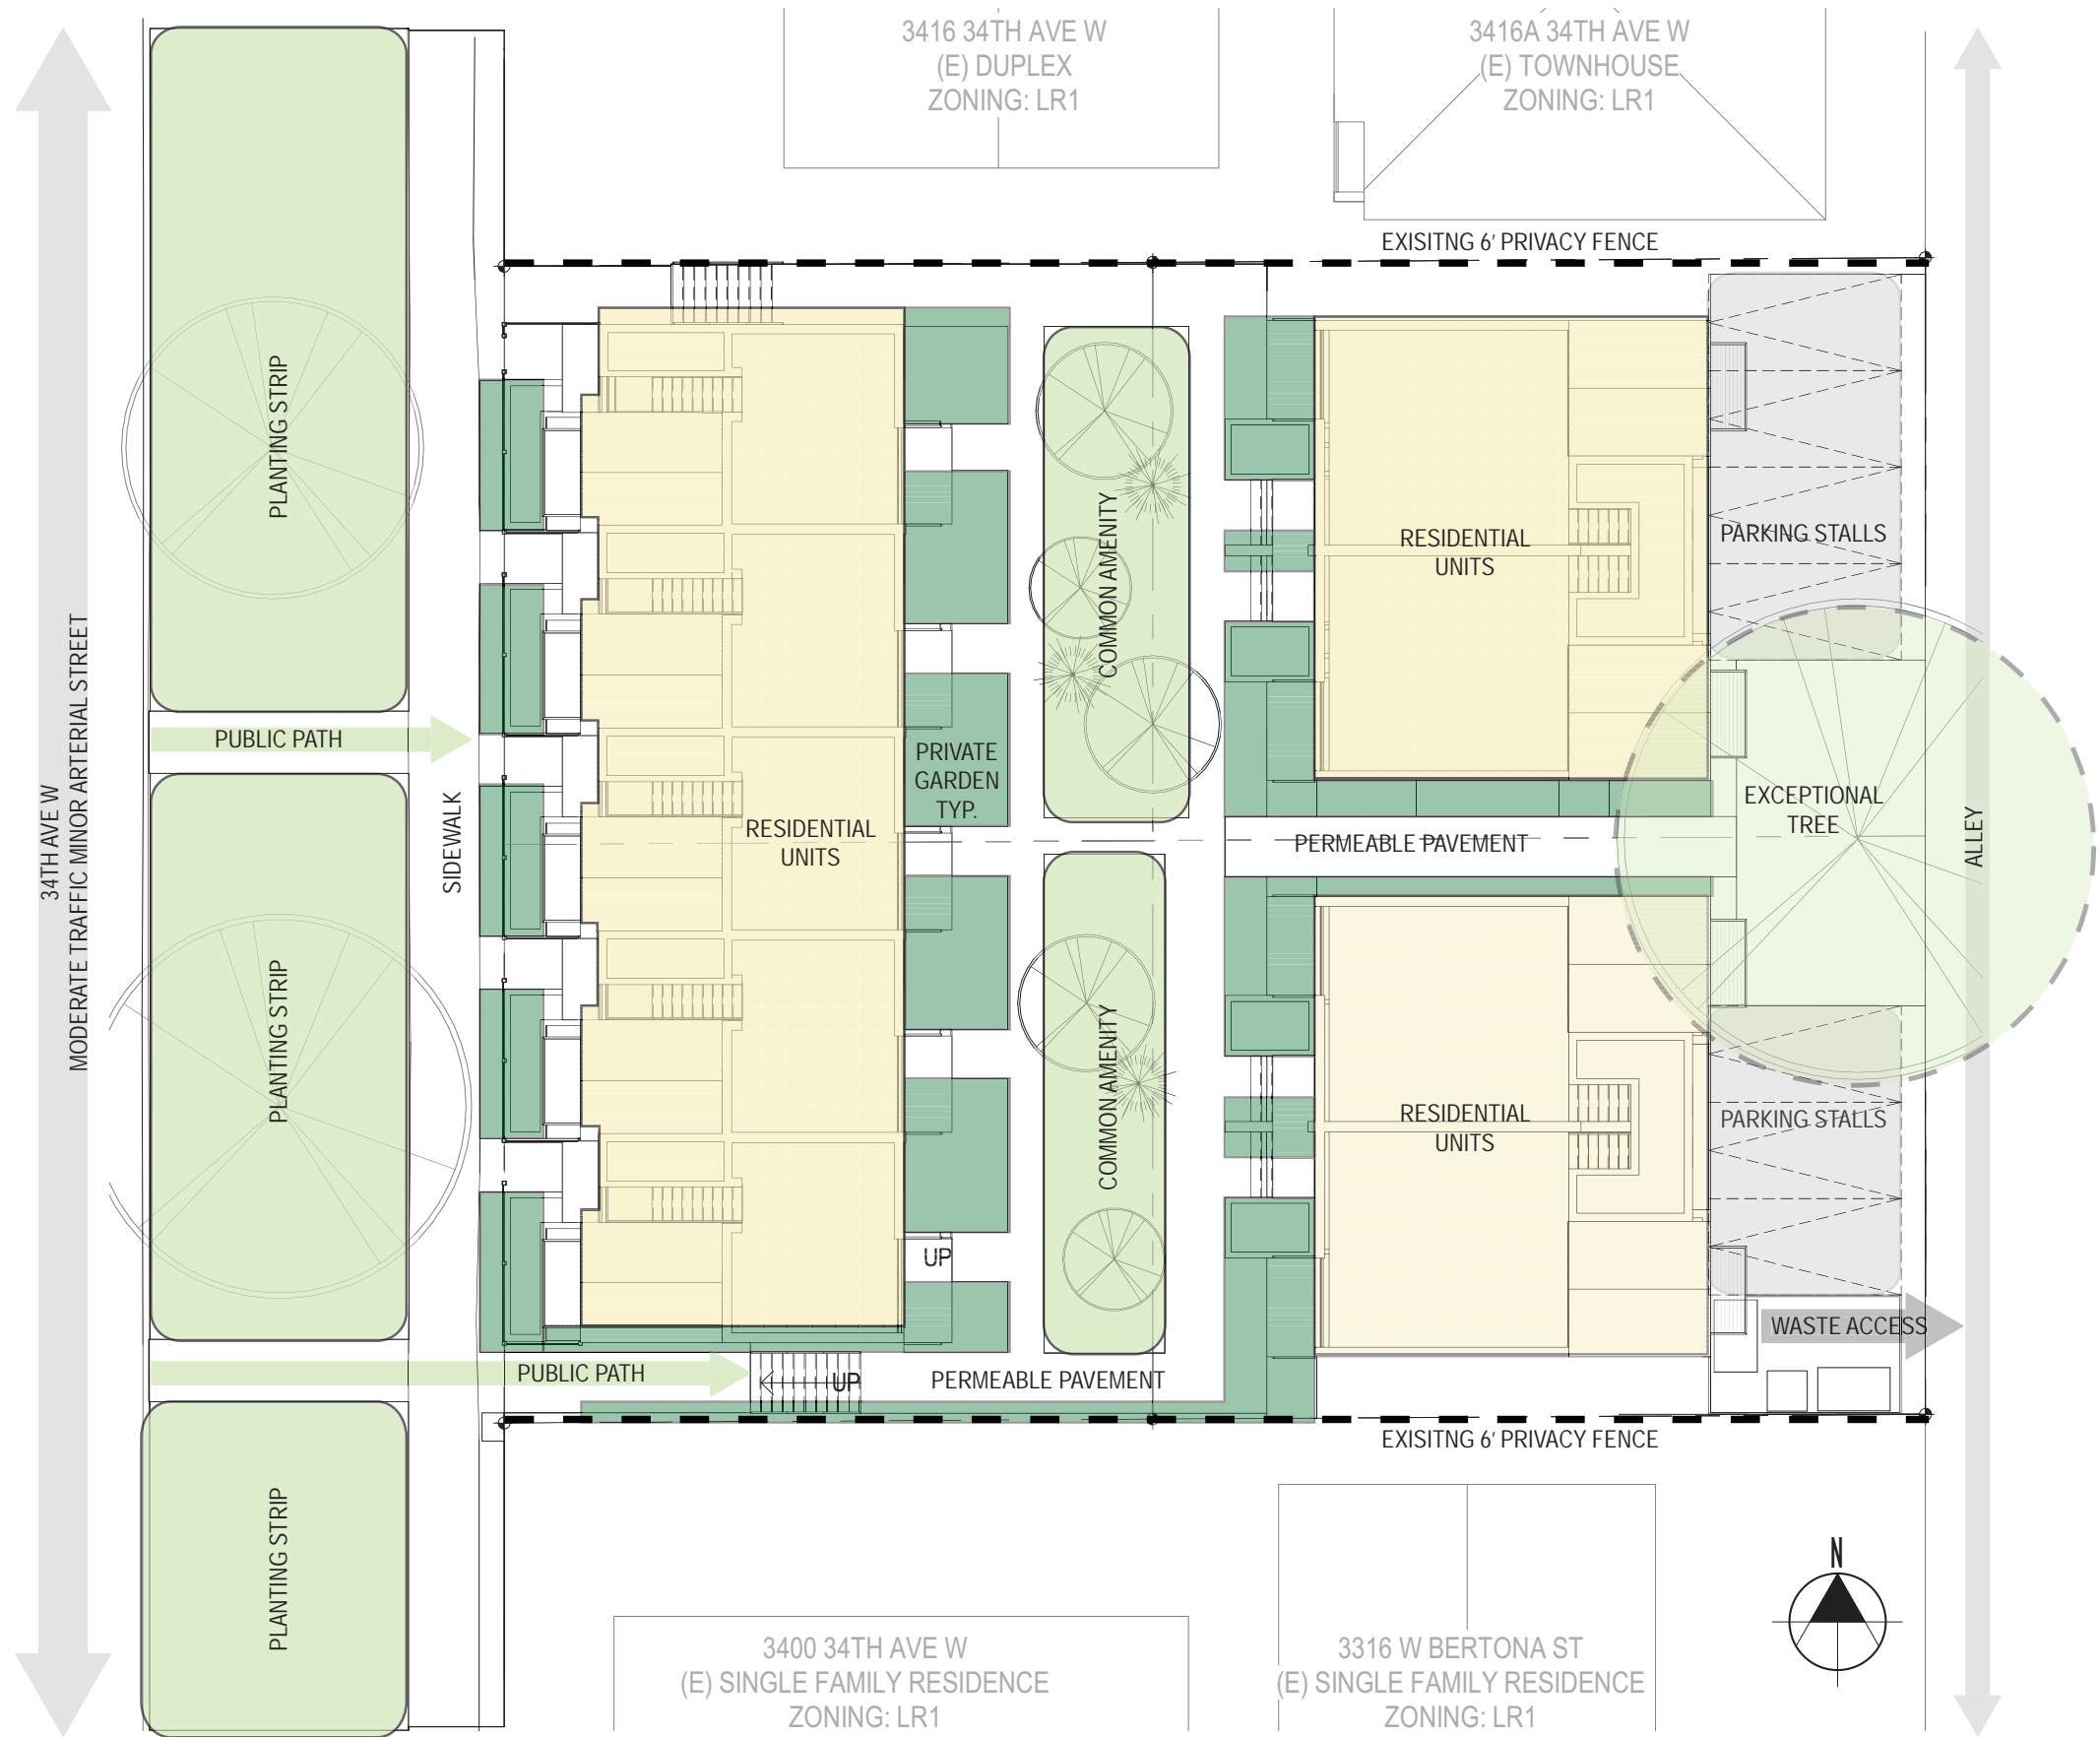 3416 34TH AVE W
(E) DUPLEX
ZONING: LR1
3416A 34TH AVE W
(E) TOWNHOUSE
ZONING: LR1
EXISITNG 6' PRIVACY FENCE
PLANTING STRIP
COMMON AMENITY
RESIDENTIAL
UNITS
PARKING STALLS
34TH AVE W
MODERATE TRAFFIC MINOR ARTERIAL STREET
PUBLIC PATH
SIDEWALK
RESIDENTIAL
UNITS
PRIVATE
GARDEN
TYP.
PERMEABLE PAVEMENT
EXCEPTIONAL
TREE
ALLEY
PLANTING STRIP
COMMON AMENITY
RESIDENTIAL
UNITS
PARKING STALLS
UP
WASTE ACCESS
PUBLIC PATH
UP
PERMEABLE PAVEMENT
EXISITNG 6' PRIVACY FENCE
PLANTING STRIP
N
3400 34TH AVE W
(E) SINGLE FAMILY RESIDENCE
ZONING: LR1
3316 W BERTONA ST
(E) SINGLE FAMILY RESIDENCE
ZONING: LR1